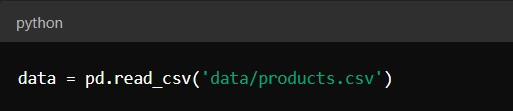 python
data = pd.read_csv('data/products.csv')